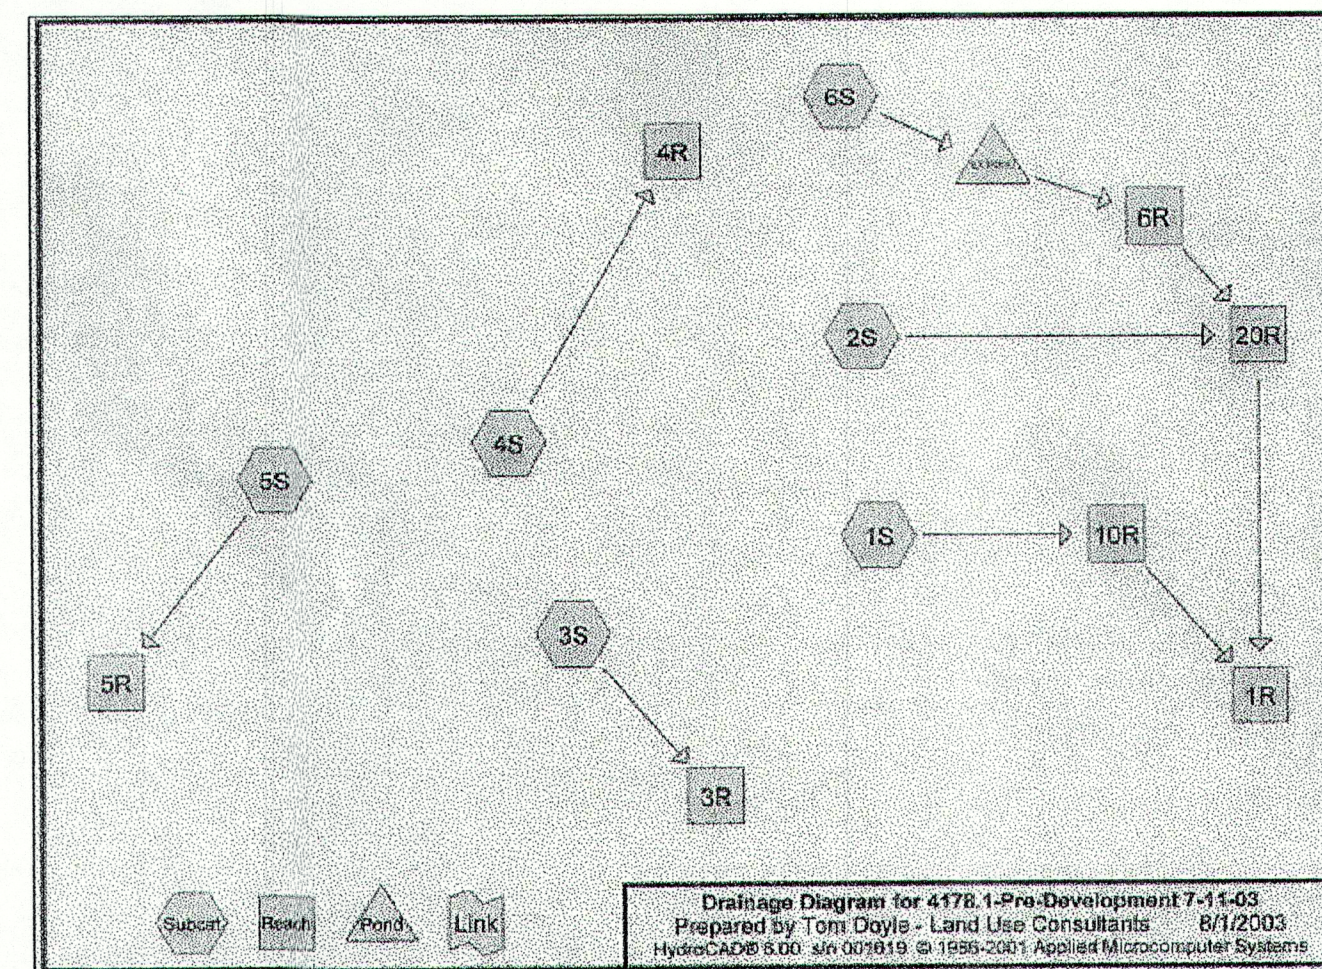 6S
4R
6R
2S
20R
4S
5S
1S
10R
3S
5R
1R
3R
Subcat
Reach
Pond
Link
Drainage Diagram for 4178.1-Pre-Development 7-11-03
Prepared by Tom Doyle - Land Use Consultants 8/1/2003
HydroCAD® 6.00 s/n 001619 © 1986-2001 Applied Microcomputer Systems